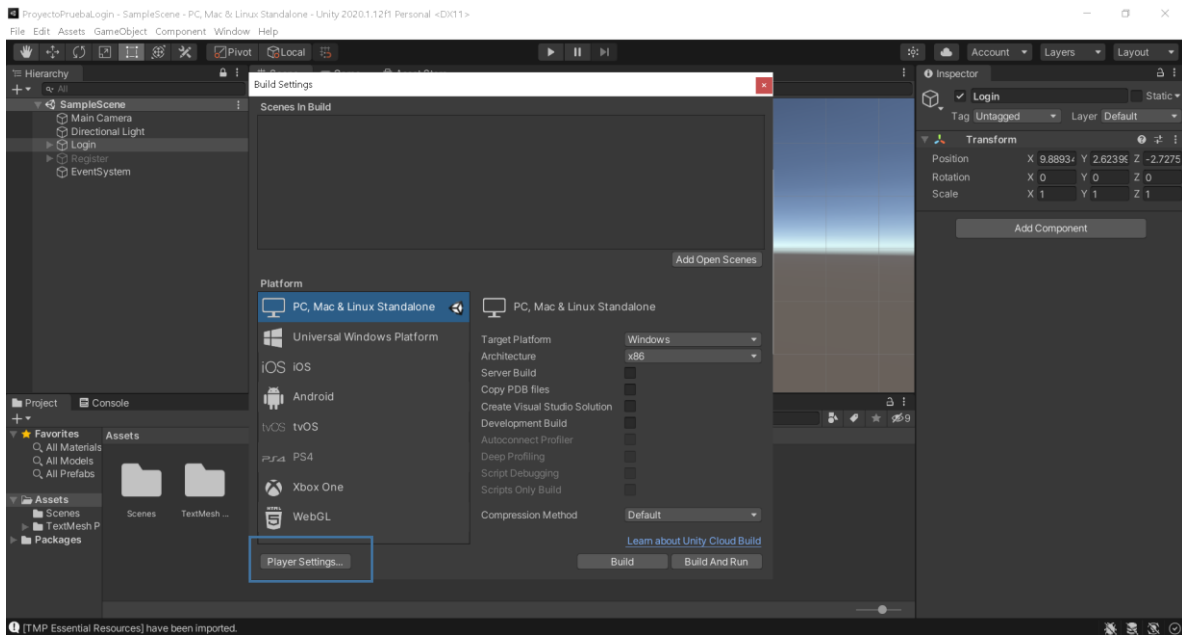 ProyectoPruebaLogin - SampleScene - PC, Mac & Linux Standalone - Unity 2020.1.12f1 Personal <DX11>
File Edit Assets GameObject Component Window Help
Pivot Local Account Layers Layout
Hierarchy
All
SampleScene
Main Camera
Directional Light
Login
Register
EventSystem
Build Settings
Scenes In Build
Add Open Scenes
Platform
PC, Mac & Linux Standalone
Universal Windows Platform
iOS iOS
Android
tvOS tvOS
PS4 PS4
Xbox One
HTML 5 WebGL
Player Settings...
PC, Mac & Linux Standalone
Target Platform Windows
Architecture x86
Server Build
Copy PDB files
Create Visual Studio Solution
Development Build
Autoconnect Profiler
Deep Profiling
Script Debugging
Scripts Only Build
Compression Method Default
Learn about Unity Cloud Build
Build Build And Run
Inspector
Login Static
Tag Untagged Layer Default
Transform
Position X 9.8893 Y 2.6239 Z -2.7275
Rotation X 0 Y 0 Z 0
Scale X 1 Y 1 Z 1
Add Component
Project Console
9
Favorites
All Materials
All Models
All Prefabs
Assets
Scenes
TextMesh P
Packages
Assets
Scenes TextMesh ...
[TMP Essential Resources] have been imported.